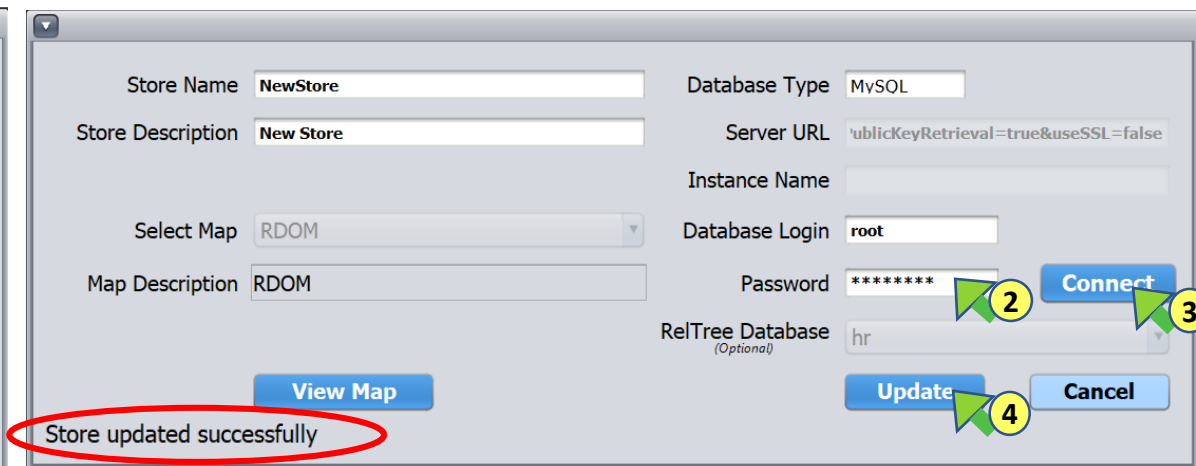 Store Name NewStore
Store Description New Store
Select Map RDOM
Map Description RDOM
View Map
Store updated successfully
Database Type MySQL
Server URL ublicKeyRetrieval=true&useSSL=false
Instance Name
Database Login root
Password ******** 2 Connect 3
RelTree Database hr
(Optional)
Update 4 Cancel